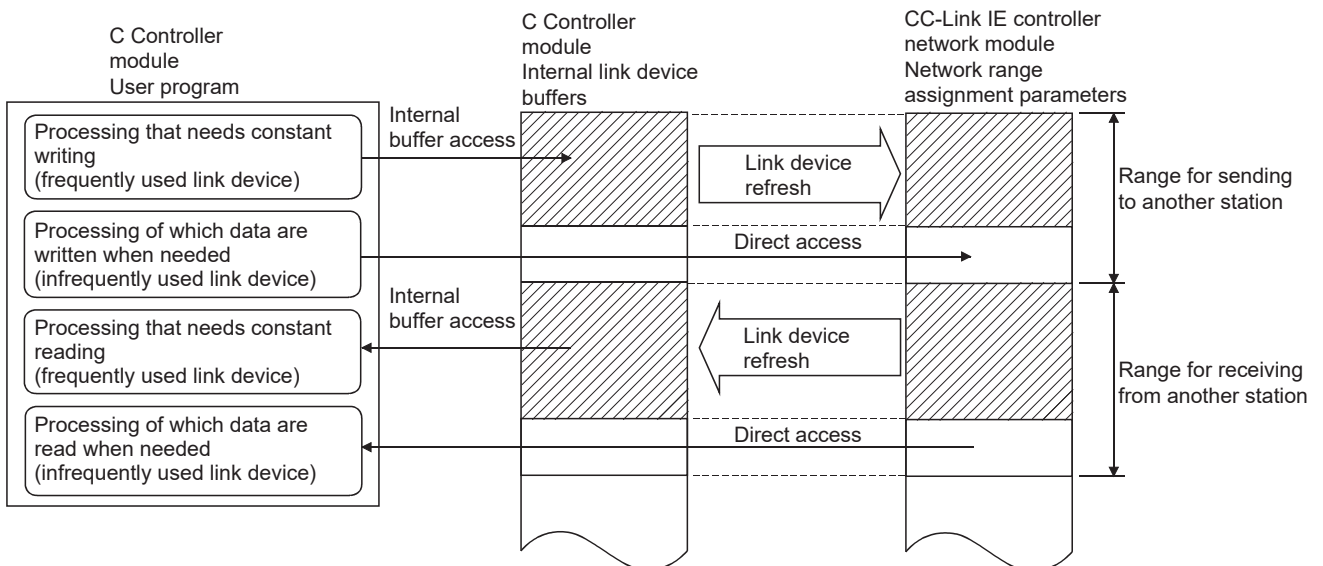 C Controller
module
User program
C Controller
module
Internal link device
buffers
CC-Link IE controller
network module
Network range
assignment parameters
Processing that needs constant
writing
(frequently used link device)
Internal
buffer access
Link device
refresh
Range for sending
to another station
Processing of which data are
written when needed
(infrequently used link device)
Direct access
Processing that needs constant
reading
(frequently used link device)
Internal
buffer access
Link device
refresh
Range for receiving
from another station
Processing of which data are
read when needed
(infrequently used link device)
Direct access